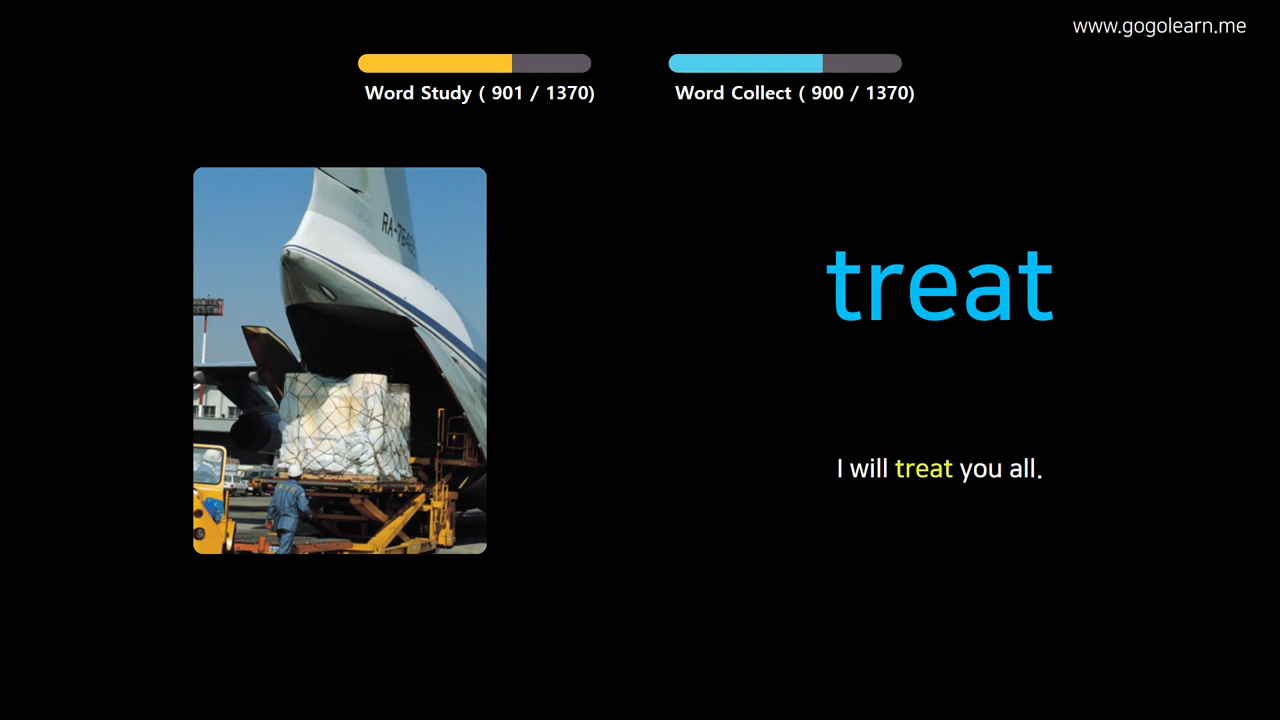 www.gogolearn.me
Word Study ( 901 / 1370)
Word Collect ( 900 / 1370)
treat
I will treat you all.